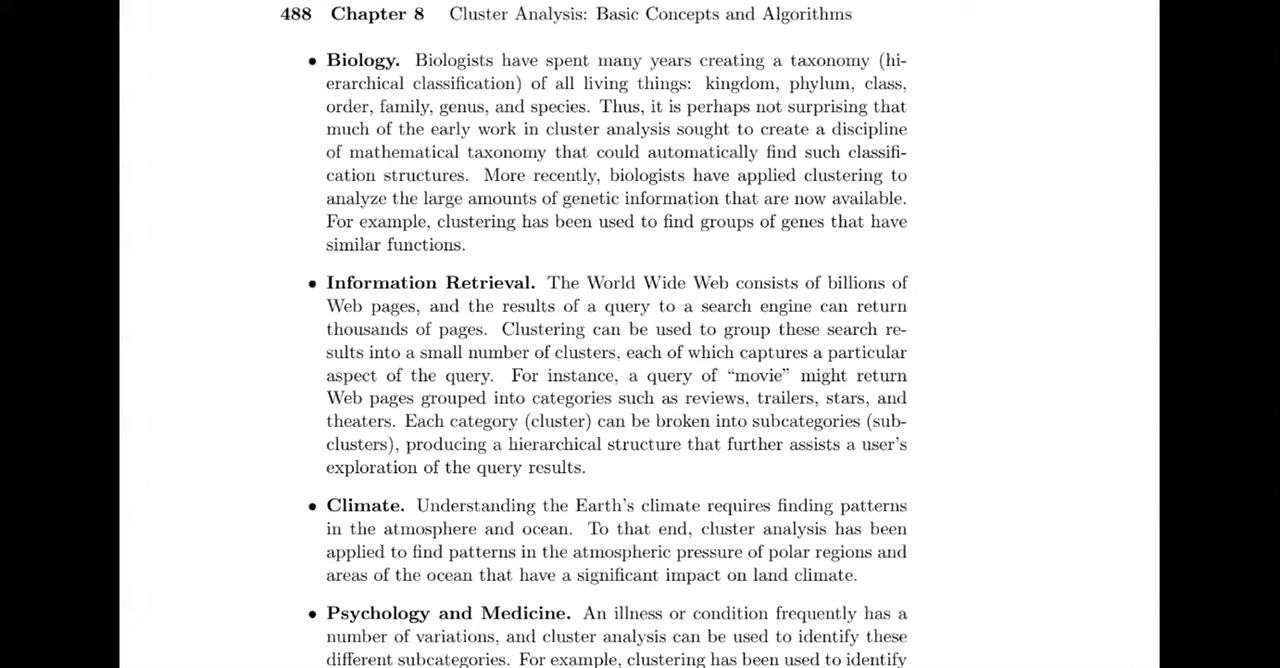 488 Chapter 8 Cluster Analysis: Basic Concepts and Algorithms
• Biology. Biologists have spent many years creating a taxonomy (hi-
erarchical classification) of all living things: kingdom, phylum, class,
order, family, genus, and species. Thus, it is perhaps not surprising that
much of the early work in cluster analysis sought to create a discipline
of mathematical taxonomy that could automatically find such classifi-
cation structures. More recently, biologists have applied clustering to
analyze the large amounts of genetic information that are now available.
For example, clustering has been used to find groups of genes that have
similar functions.
• Information Retrieval. The World Wide Web consists of billions of
Web pages, and the results of a query to a search engine can return
thousands of pages. Clustering can be used to group these search re-
sults into a small number of clusters, each of which captures a particular
aspect of the query. For instance, a query of “movie” might return
Web pages grouped into categories such as reviews, trailers, stars, and
theaters. Each category (cluster) can be broken into subcategories (sub-
clusters), producing a hierarchical structure that further assists a user’s
exploration of the query results.
• Climate. Understanding the Earth’s climate requires finding patterns
in the atmosphere and ocean. To that end, cluster analysis has been
applied to find patterns in the atmospheric pressure of polar regions and
areas of the ocean that have a significant impact on land climate.
• Psychology and Medicine. An illness or condition frequently has a
number of variations, and cluster analysis can be used to identify these
different subcategories. For example, clustering has been used to identify